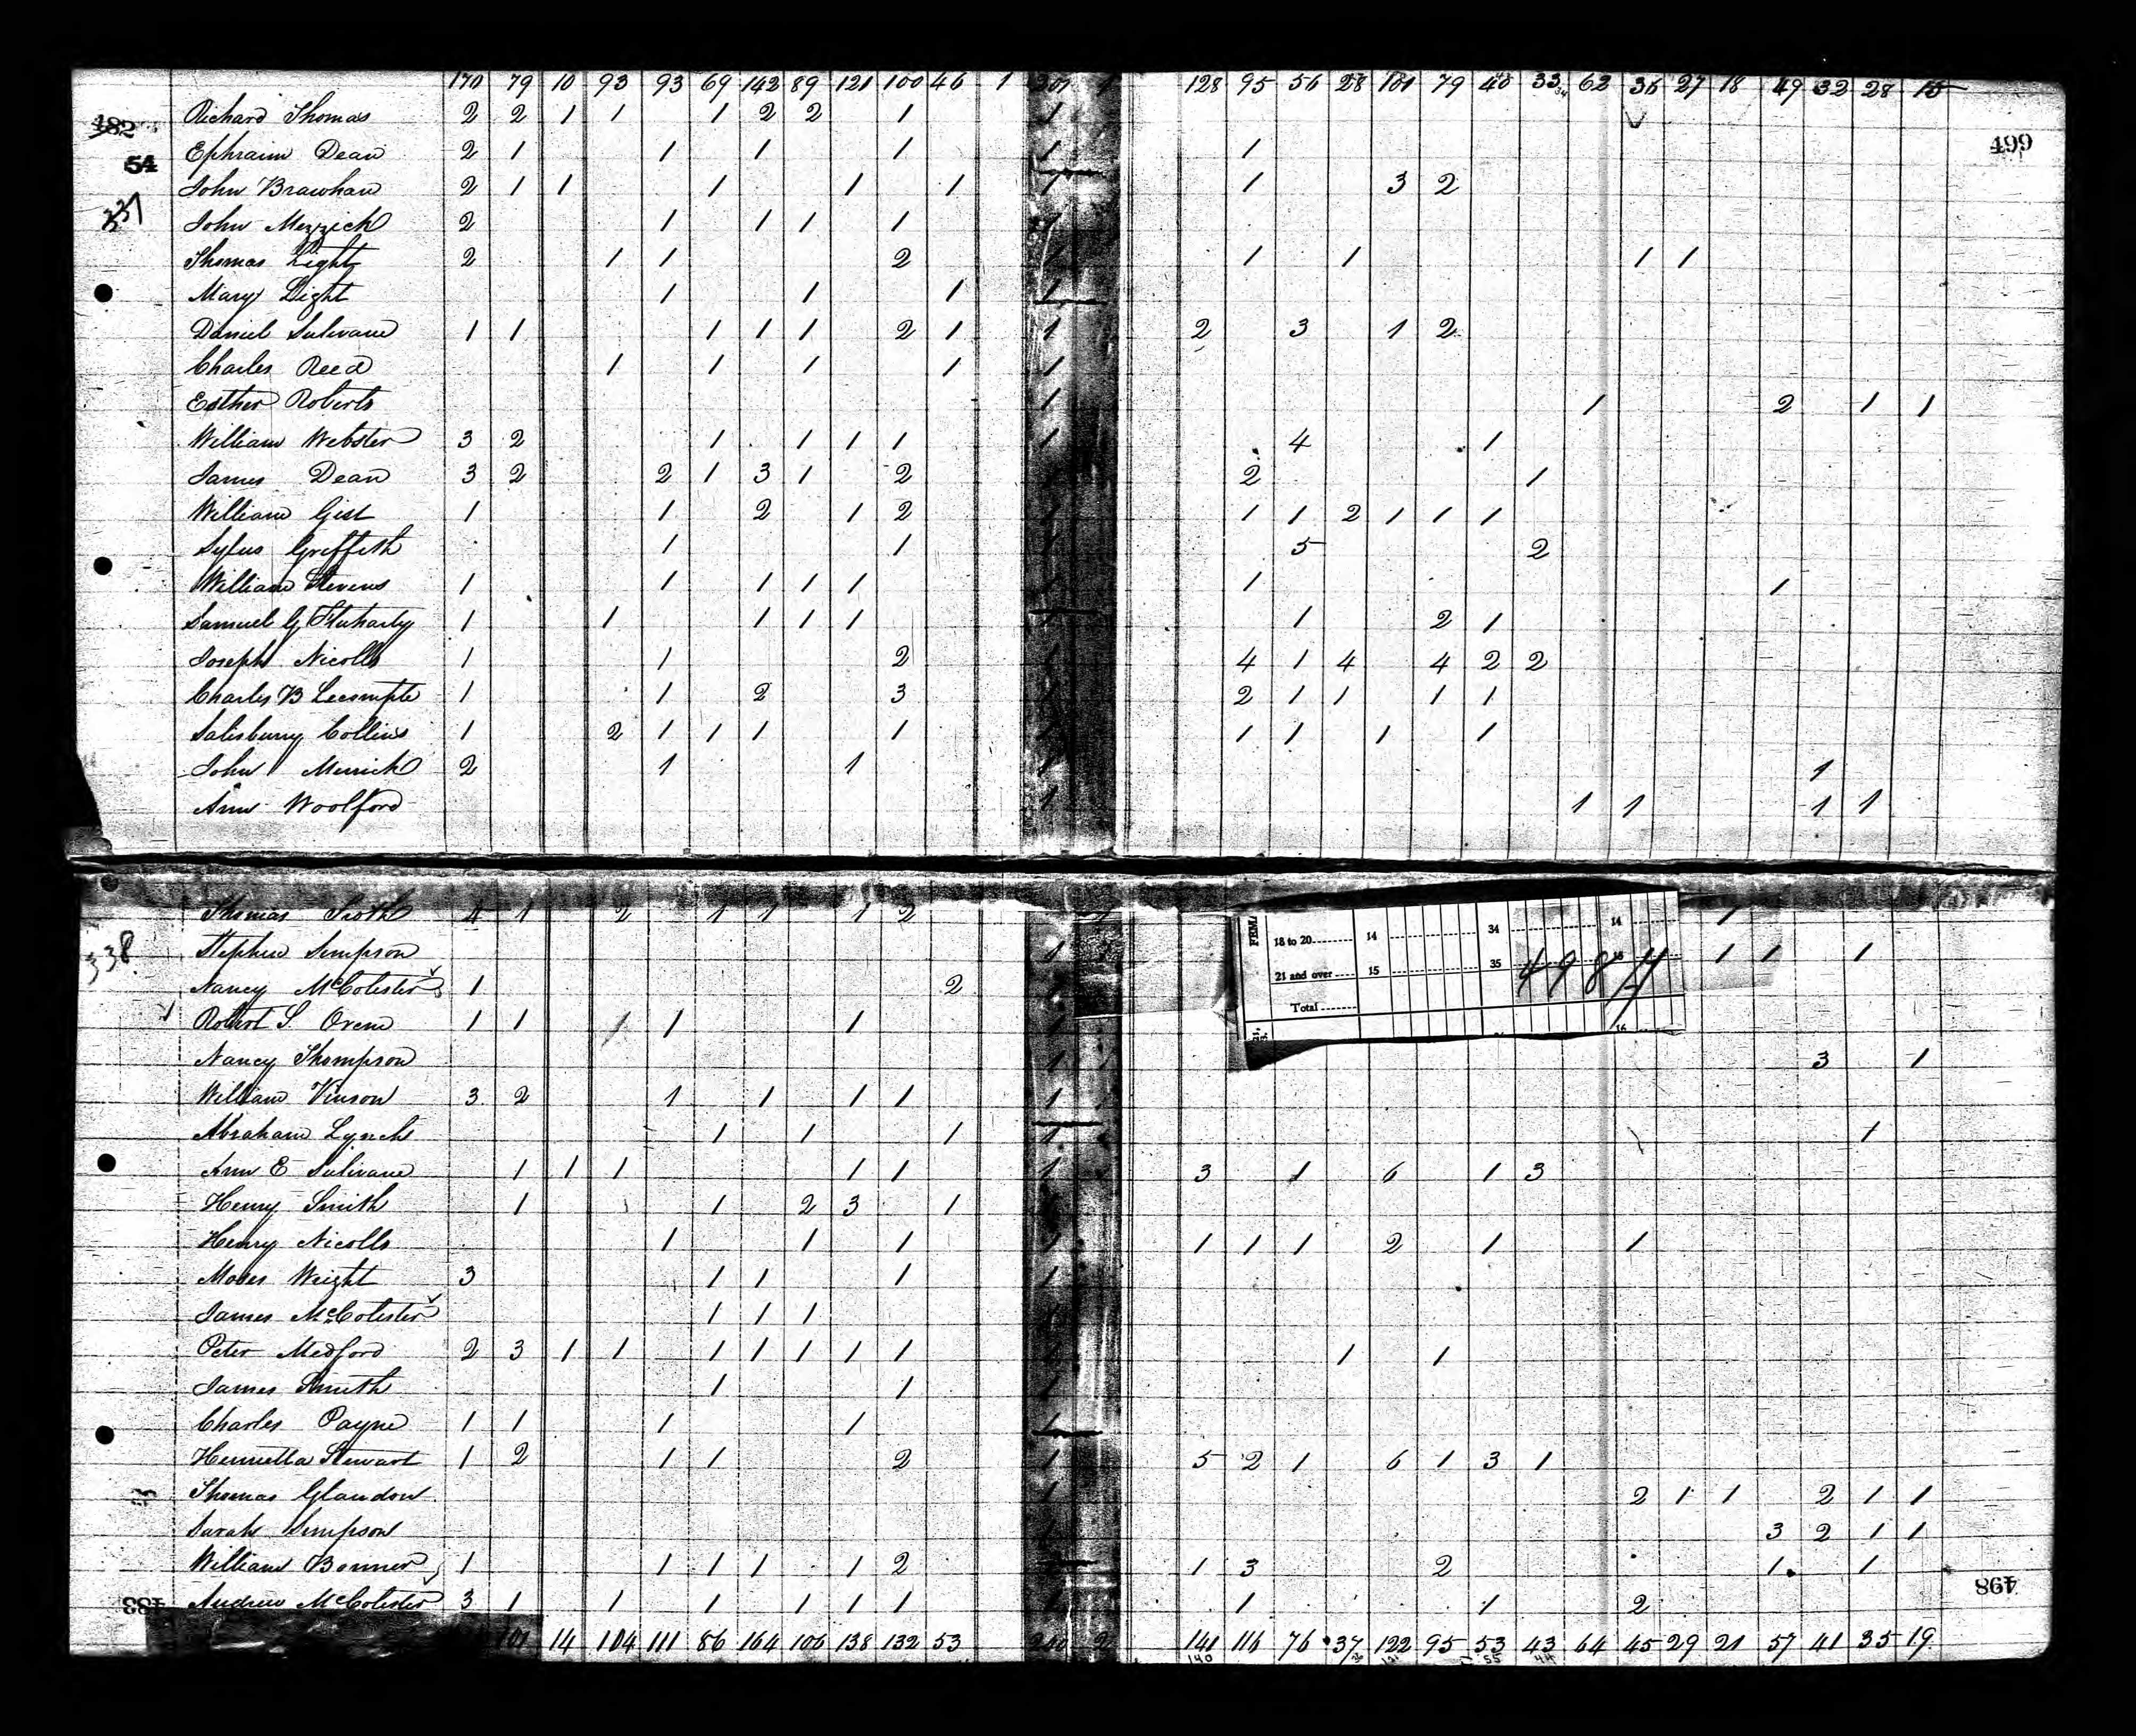 170 79 10 93 93 69 142 89 121 100 46 1 128 95 56 28 101 79 40 33 34 62 36 27 18 49 32 28 15
482 Richard Thomas 2 2 1 1 1 2 2 1 1
54 Ephraim Dean 2 1 1 1 1 1 1 499
John Brawhaw 2 1 1 1 1 1 1 1 3 2
337 John Mezzick 2 1 1 1 1 1
Thomas Light 2 1 1 2 1 1 1 1 1
Mary Light 1 1 1 1
Daniel Sulivane 1 1 1 1 1 2 1 1 2 3 1 2
Charles Reed 1 1 1 1 1
Esther Roberts 1 1 2 1 1
William Webster 3 2 1 1 1 1 1 4 1
James Dean 3 2 2 1 3 1 2 2 1
William Gist 1 1 2 1 2 1 1 1 2 1 1 1
Sylus Griffith 1 1 1 5 2
William Stevens 1 1 1 1 1 1 1
Samuel G Fluharty 1 1 1 1 1 1 1 2 1
Joseph Nicolls 1 1 2 1 4 1 4 4 2 2
Charles B Lecompte 1 1 2 3 1 2 1 1 1 1
Salisbury Collins 1 2 1 1 1 1 1 1 1 1 1
John Merrick 2 1 1 1 1
Ann Woolford 1 1 1 1 1
Thomas 4 1 2 1 1 1 2 1
338 Stephen Simpson 1 1 1 1
Nancy McColister 1 2
Robert S. Orem 1 1 1 1 1 1
Nancy Thompson 1 3 1
William Vinson 3 2 1 1 1 1 1
Abraham Lynch 1 1 1 1 1
Ann E Sulivane 1 1 1 1 1 1 3 1 6 1 3
Henry Smith 1 1 2 3 1
Henry Nicolls 1 1 1 1 1 1 1 2 1 1
Moses Wright 3 1 1 1 1
James McColister 1 1 1 1
Peter Medford 2 3 1 1 1 1 1 1 1 1 1 1
James Smith 1 1 1
Charles Payne 1 1 1 1 1
Henrietta Stewart 1 2 1 1 2 1 5 2 1 6 1 3 1
Thomas Glandon 1 2 1 1 2 1 1
Sarah Simpson 3 2 1 1
William Bonner 1 1 1 1 1 2 1 3 2 1 1
483 Andrew McColister 3 1 1 1 1 1 1 1 1 1 2 498
101 14 104 111 86 164 106 138 132 53 2 141 116 76 37 122 95 53 43 64 45 29 21 57 41 35 19
140 121 55 44
FEM
18 to 20 14 34 14
21 and over 15 35
Total
4984
16